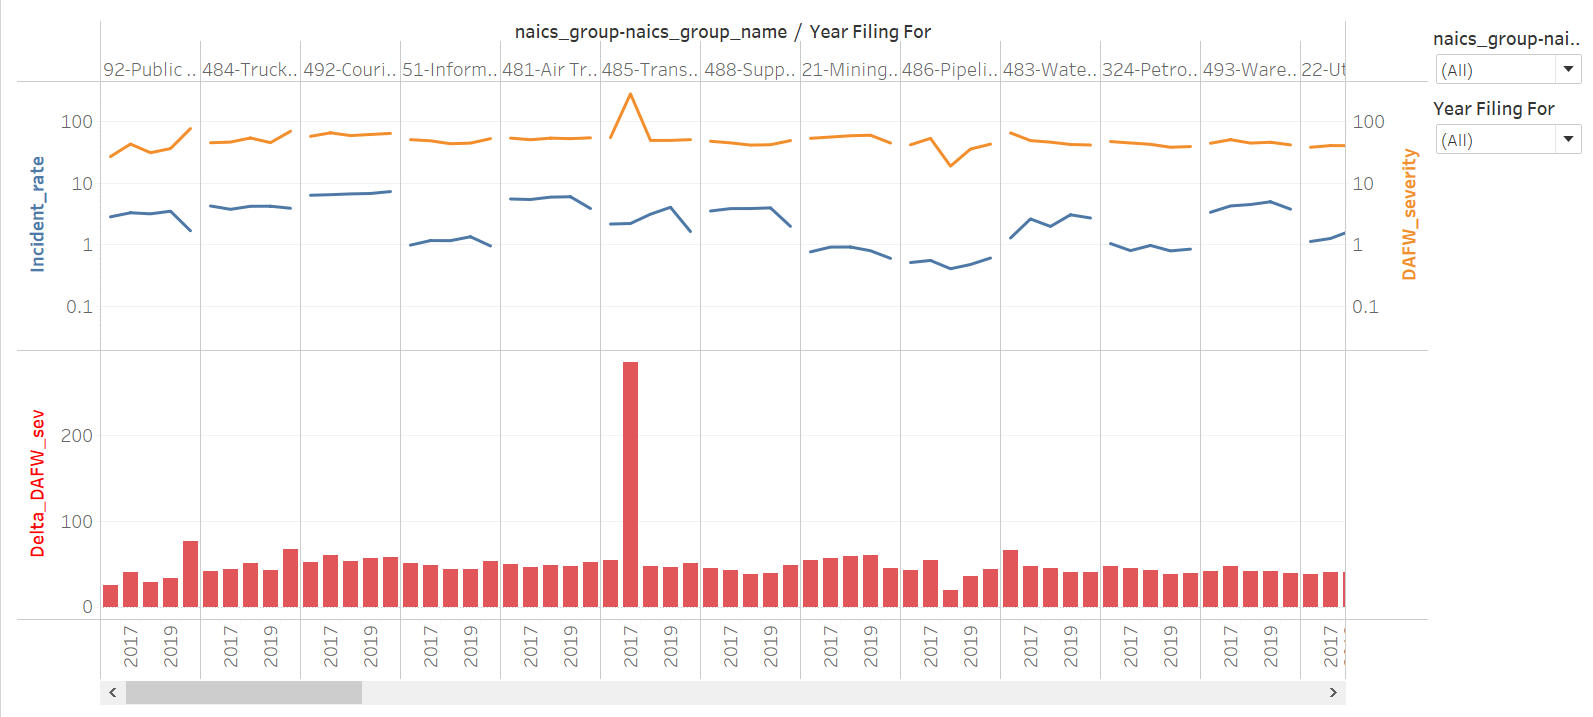 naics_group-naics_group_name / Year Filing For
92-Public .. 484-Truck.. 492-Couri.. 51-Inform.. 481-Air Tr.. 485-Trans.. 488-Supp.. 21-Mining.. 486-Pipeli.. 483-Wate.. 324-Petro.. 493-Ware.. 22-Ut
naics_group-nai..
(All)
Year Filing For
(All)
Incident_rate
100
10
1
0.1
100
10
1
0.1
DAFW_severity
Delta_DAFW_sev
200
100
0
2017 2019 2017 2019 2017 2019 2017 2019 2017 2019 2017 2019 2017 2019 2017 2019 2017 2019 2017 2019 2017 2019 2017 2019 2017